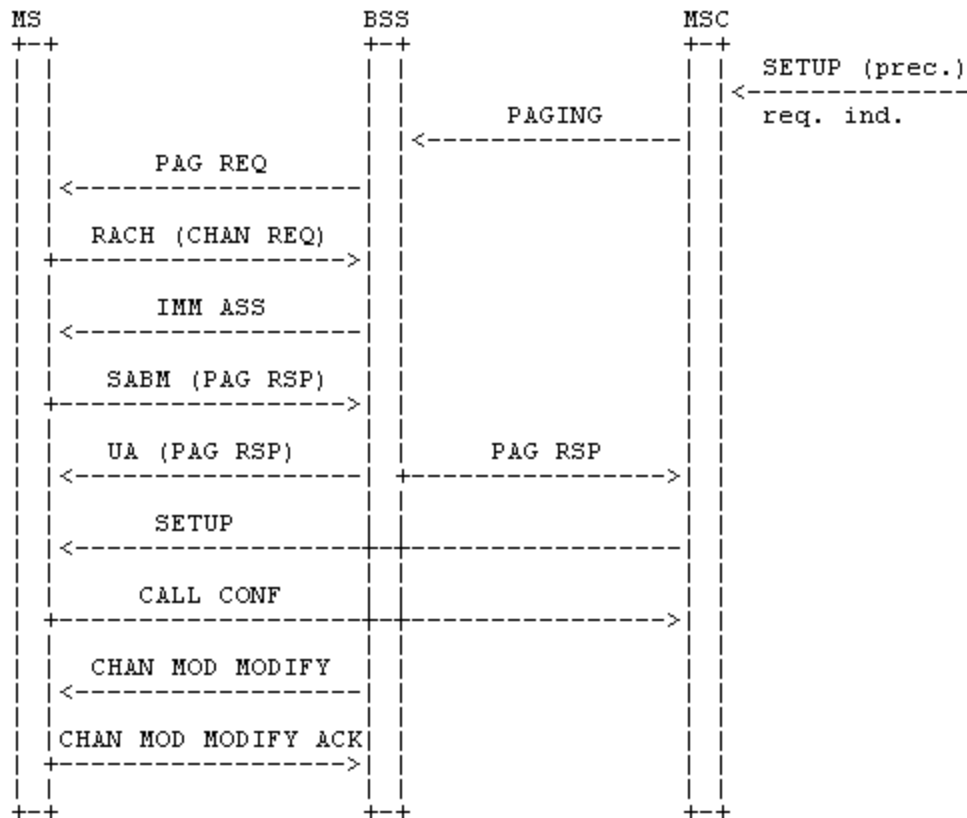 MS BSS MSC
SETUP (prec.)
PAGING req. ind.
PAG REQ
RACH (CHAN REQ)
IMM ASS
SABM (PAG RSP)
UA (PAG RSP) PAG RSP
SETUP
CALL CONF
CHAN MOD MODIFY
CHAN MOD MODIFY ACK